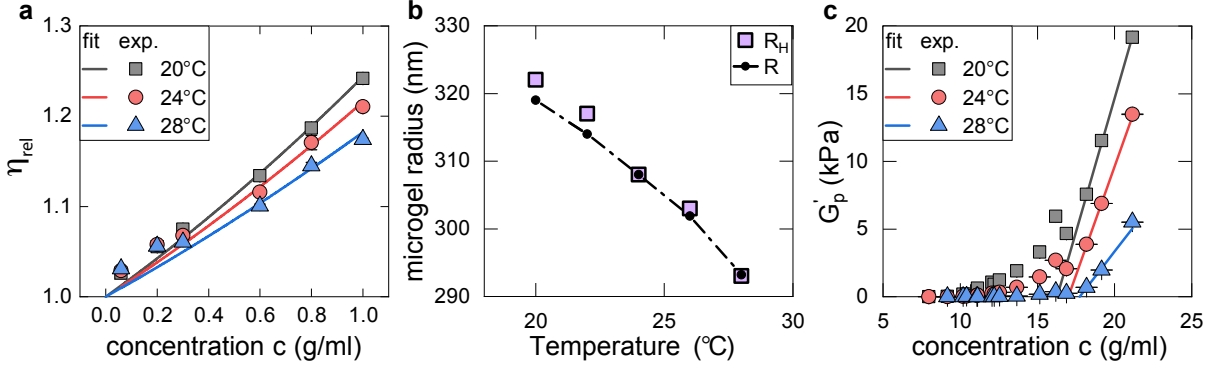 a
1.3
1.2
1.1
1.0
η_rel
fit exp.
20°C
24°C
28°C
0.0 0.2 0.4 0.6 0.8 1.0
concentration c (g/ml)
b
330
320
310
300
290
microgel radius (nm)
R_H
R
20 25 30
Temperature (°C)
c
20
15
10
5
0
G'_p (kPa)
fit exp.
20°C
24°C
28°C
5 10 15 20 25
concentration c (g/ml)